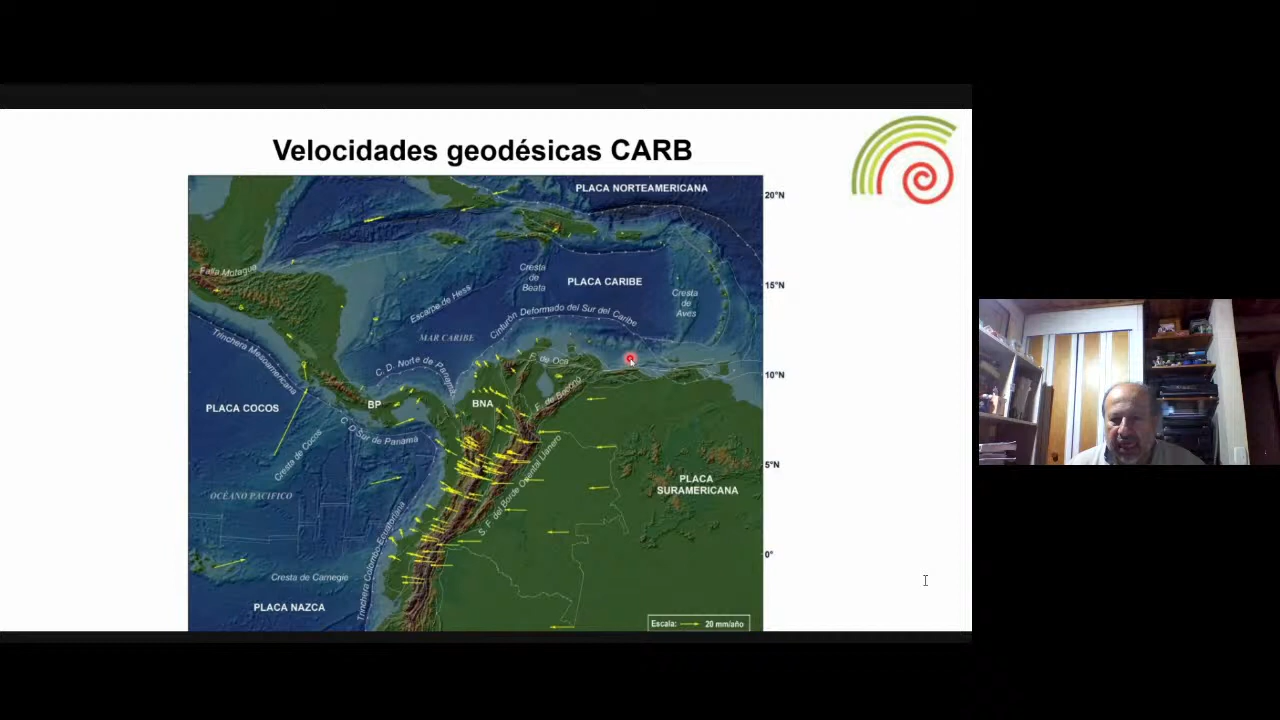 Velocidades geodésicas CARB
PLACA NORTEAMERICANA
20°N
Falla Motagua
Cresta
de
Beata
PLACA CARIBE
15°N
Cresta
de
Aves
Escarpe de Hess
Cinturón Deformado del Sur del Caribe
MAR CARIBE
Trinchera Mesoamericana
C. D. Norte de Panamá
F. de Oca
10°N
PLACA COCOS
BP
BNA
F. de Boconó
C. D. Sur de Panamá
Cresta de Cocos
5°N
PLACA
SURAMERICANA
OCÉANO PACIFICO
S. F. del Borde Oriental Llanero
Trinchera Colombo-Ecuatoriana
0°
Cresta de Carnegie
PLACA NAZCA
Escala:
20 mm/año